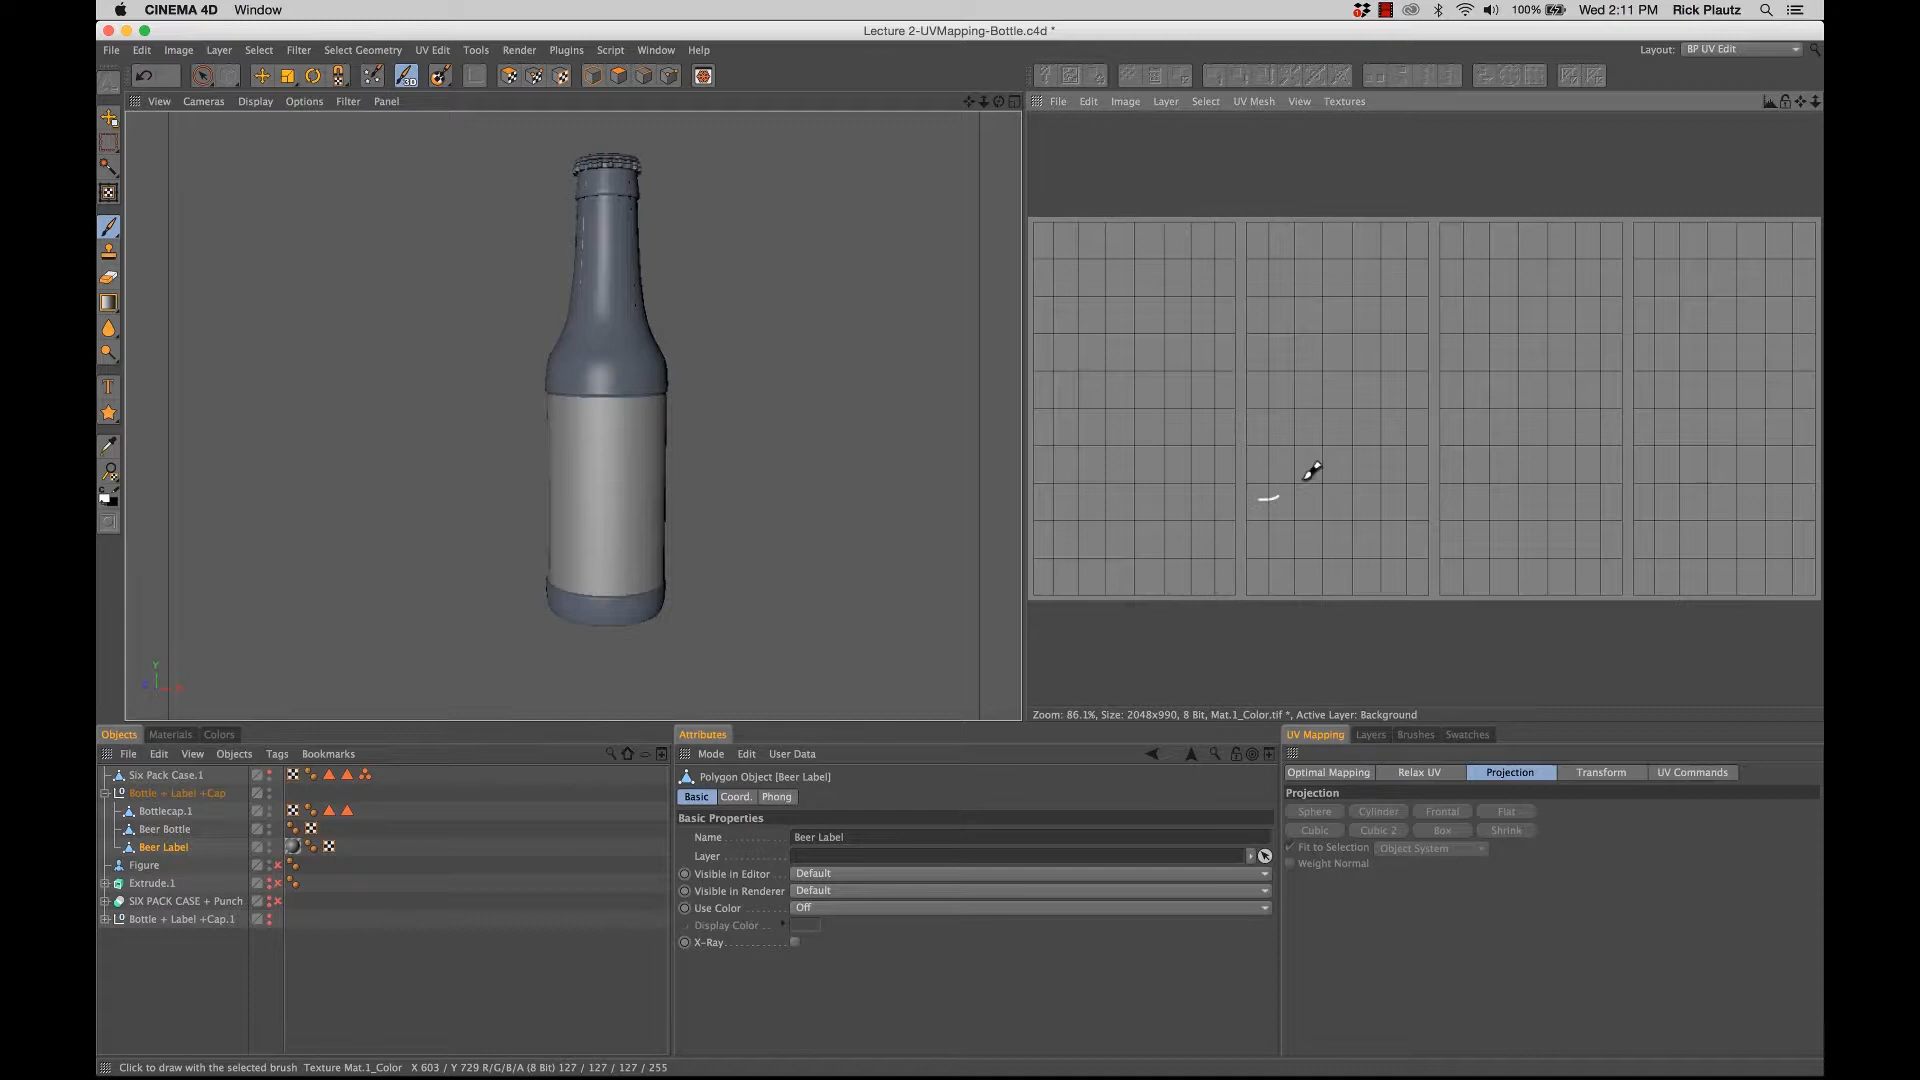 CINEMA 4D Window 100% Wed 2:11 PM Rick Plautz
Lecture 2-UVMapping-Bottle.c4d *
File Edit Image Layer Select Filter Select Geometry UV Edit Tools Render Plugins Script Window Help Layout: BP UV Edit
3D
View Cameras Display Options Filter Panel
File Edit Image Layer Select UV Mesh View Textures
T
Y
Zoom: 86.1%, Size: 2048x990, 8 Bit, Mat.1_Color.tif *, Active Layer: Background
Objects Materials Colors
File Edit View Objects Tags Bookmarks
Six Pack Case.1
Bottle + Label +Cap
Bottlecap.1
Beer Bottle
Beer Label
Figure
Extrude.1
SIX PACK CASE + Punch
Bottle + Label +Cap.1
Attributes
Mode Edit User Data
Polygon Object [Beer Label]
Basic Coord. Phong
Basic Properties
Name Beer Label
Layer
Visible in Editor Default
Visible in Renderer Default
Use Color Off
Display Color
X-Ray
UV Mapping Layers Brushes Swatches
Optimal Mapping Relax UV Projection Transform UV Commands
Projection
Sphere Cylinder Frontal Flat
Cubic Cubic 2 Box Shrink
Fit to Selection Object System
Weight Normal
Click to draw with the selected brush Texture Mat.1_Color X 603 / Y 729 R/G/B/A (8 Bit) 127 / 127 / 127 / 255